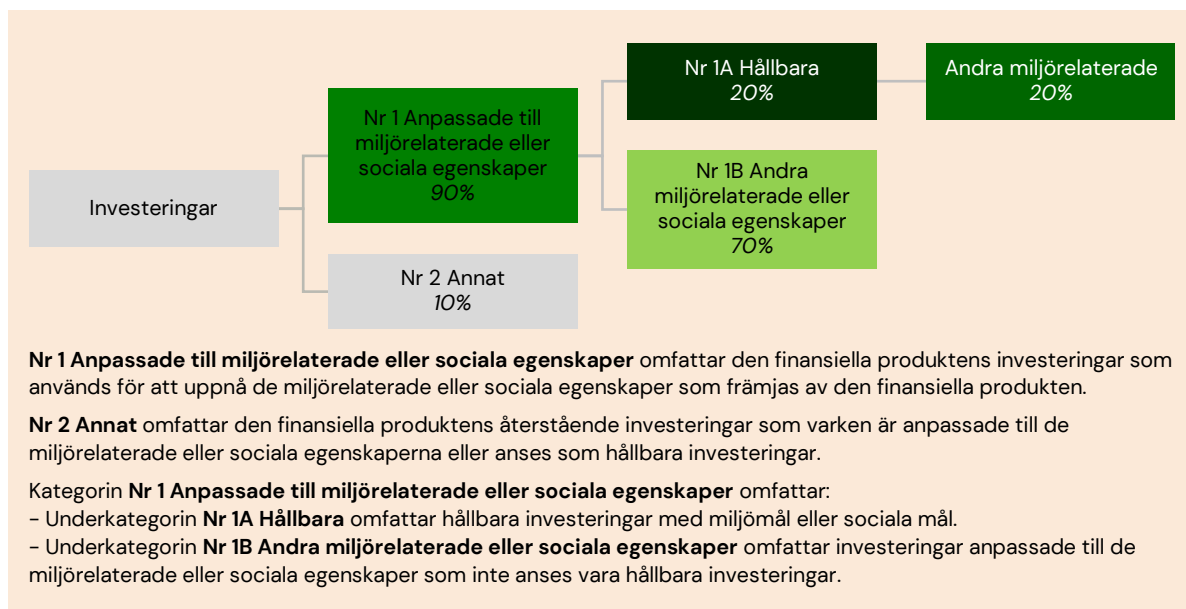 Nr 1A Hållbara
20%
Andra miljörelaterade
20%
Nr 1 Anpassade till
miljörelaterade eller
sociala egenskaper
90%
Nr 1B Andra
miljörelaterade eller
sociala egenskaper
70%
Investeringar
Nr 2 Annat
10%
Nr 1 Anpassade till miljörelaterade eller sociala egenskaper omfattar den finansiella produktens investeringar som
används för att uppnå de miljörelaterade eller sociala egenskaper som främjas av den finansiella produkten.
Nr 2 Annat omfattar den finansiella produktens återstående investeringar som varken är anpassade till de
miljörelaterade eller sociala egenskaperna eller anses som hållbara investeringar.
Kategorin Nr 1 Anpassade till miljörelaterade eller sociala egenskaper omfattar:
– Underkategorin Nr 1A Hållbara omfattar hållbara investeringar med miljömål eller sociala mål.
– Underkategorin Nr 1B Andra miljörelaterade eller sociala egenskaper omfattar investeringar anpassade till de
miljörelaterade eller sociala egenskaper som inte anses vara hållbara investeringar.